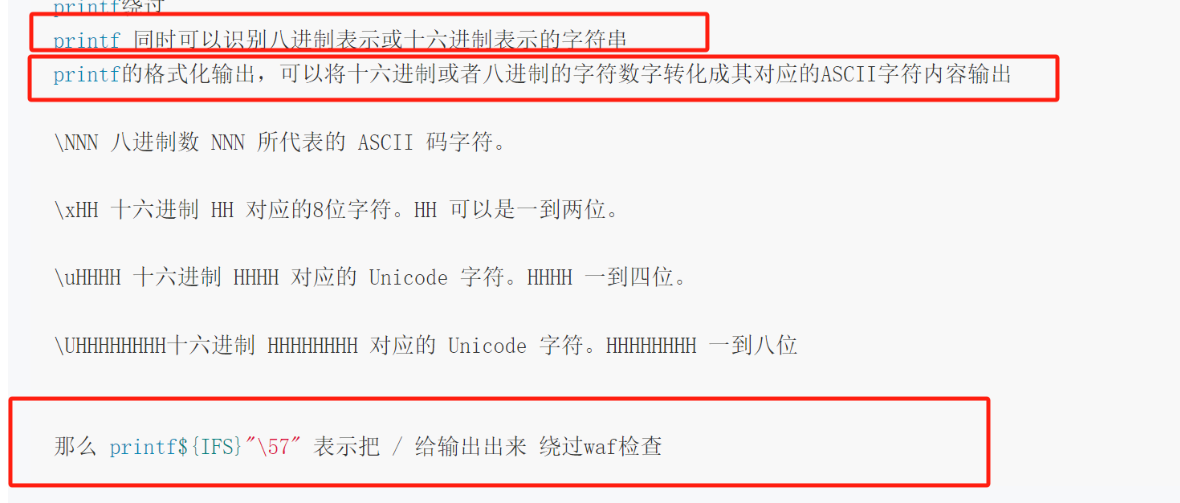 printf绕过
printf 同时可以识别八进制表示或十六进制表示的字符串
printf的格式化输出，可以将十六进制或者八进制的字符数字转化成其对应的ASCII字符内容输出
\NNN 八进制数 NNN 所代表的 ASCII 码字符。
\xHH 十六进制 HH 对应的8位字符。HH 可以是一到两位。
\uHHHH 十六进制 HHHH 对应的 Unicode 字符。HHHH 一到四位。
\UHHHHHHHH十六进制 HHHHHHHH 对应的 Unicode 字符。HHHHHHHH 一到八位
那么 printf${IFS}"\57" 表示把 / 给输出出来 绕过waf检查